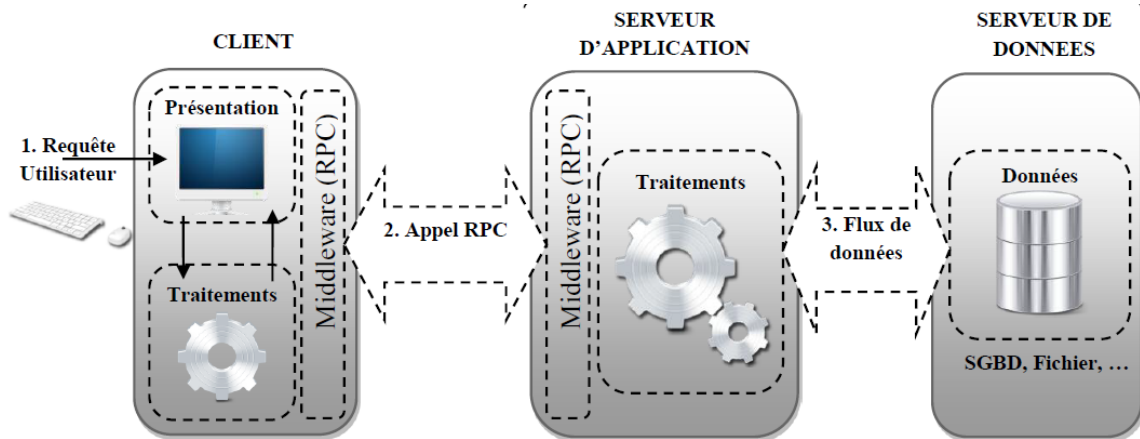 CLIENT
SERVEUR
D'APPLICATION
SERVEUR DE
DONNEES
Présentation
1. Requête
Utilisateur
Traitements
Middleware (RPC)
2. Appel RPC
Middleware (RPC)
Traitements
3. Flux de
données
Données
SGBD, Fichier, …